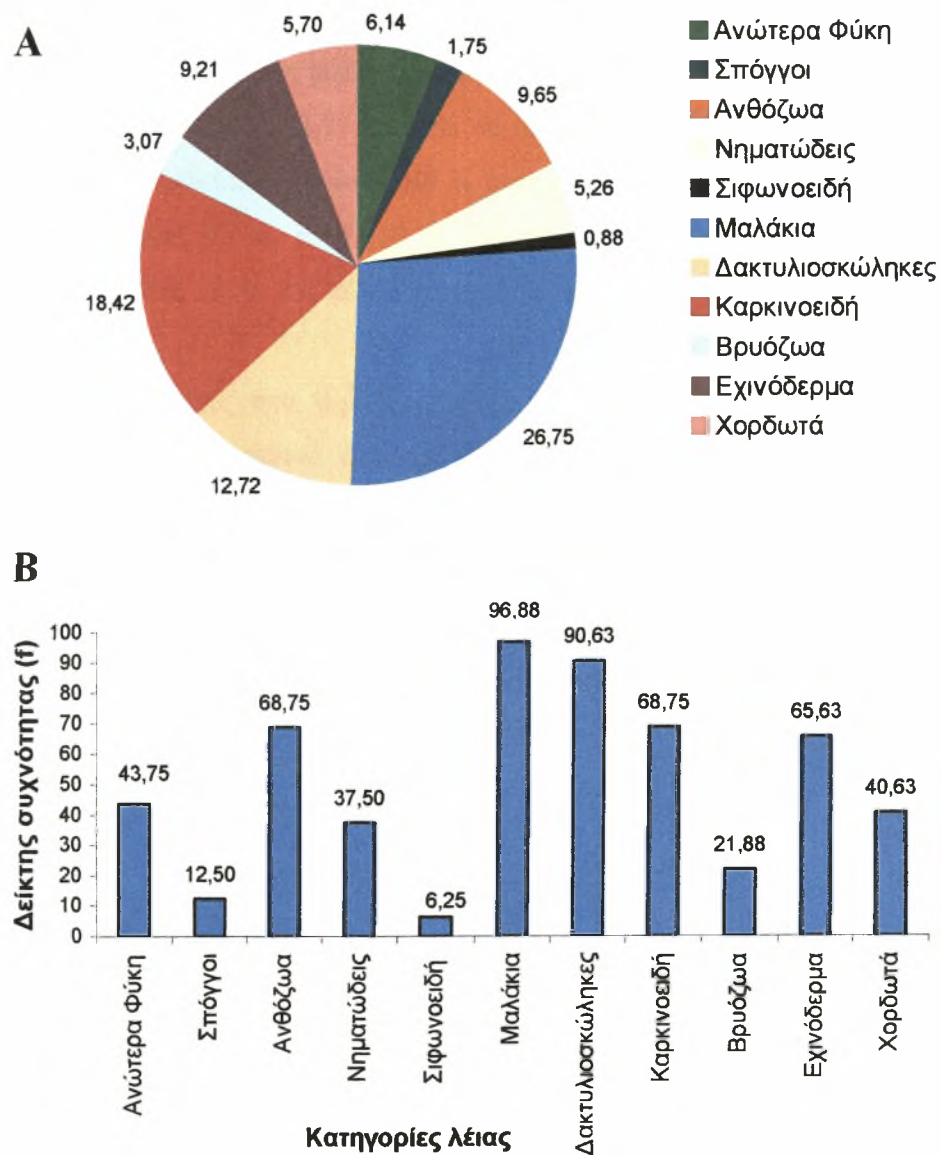 A
5,70
6,14
1,75
9,65
5,26
0,88
26,75
12,72
18,42
3,07
9,21
Ανώτερα Φύκη
Σπόγγοι
Ανθόζωα
Νηματώδεις
Σιφωνοειδή
Μαλάκια
Δακτυλιοσκώληκες
Καρκινοειδή
Βρυόζωα
Εχινόδερμα
Χορδωτά
B
Δείκτης συχνότητας (f)
100
90
80
70
60
50
40
30
20
10
0
43,75
12,50
68,75
37,50
6,25
96,88
90,63
68,75
21,88
65,63
40,63
Ανώτερα Φύκη
Σπόγγοι
Ανθόζωα
Νηματώδεις
Σιφωνοειδή
Μαλάκια
Δακτυλιοσκώληκες
Καρκινοειδή
Βρυόζωα
Εχινόδερμα
Χορδωτά
Κατηγορίες λέιας